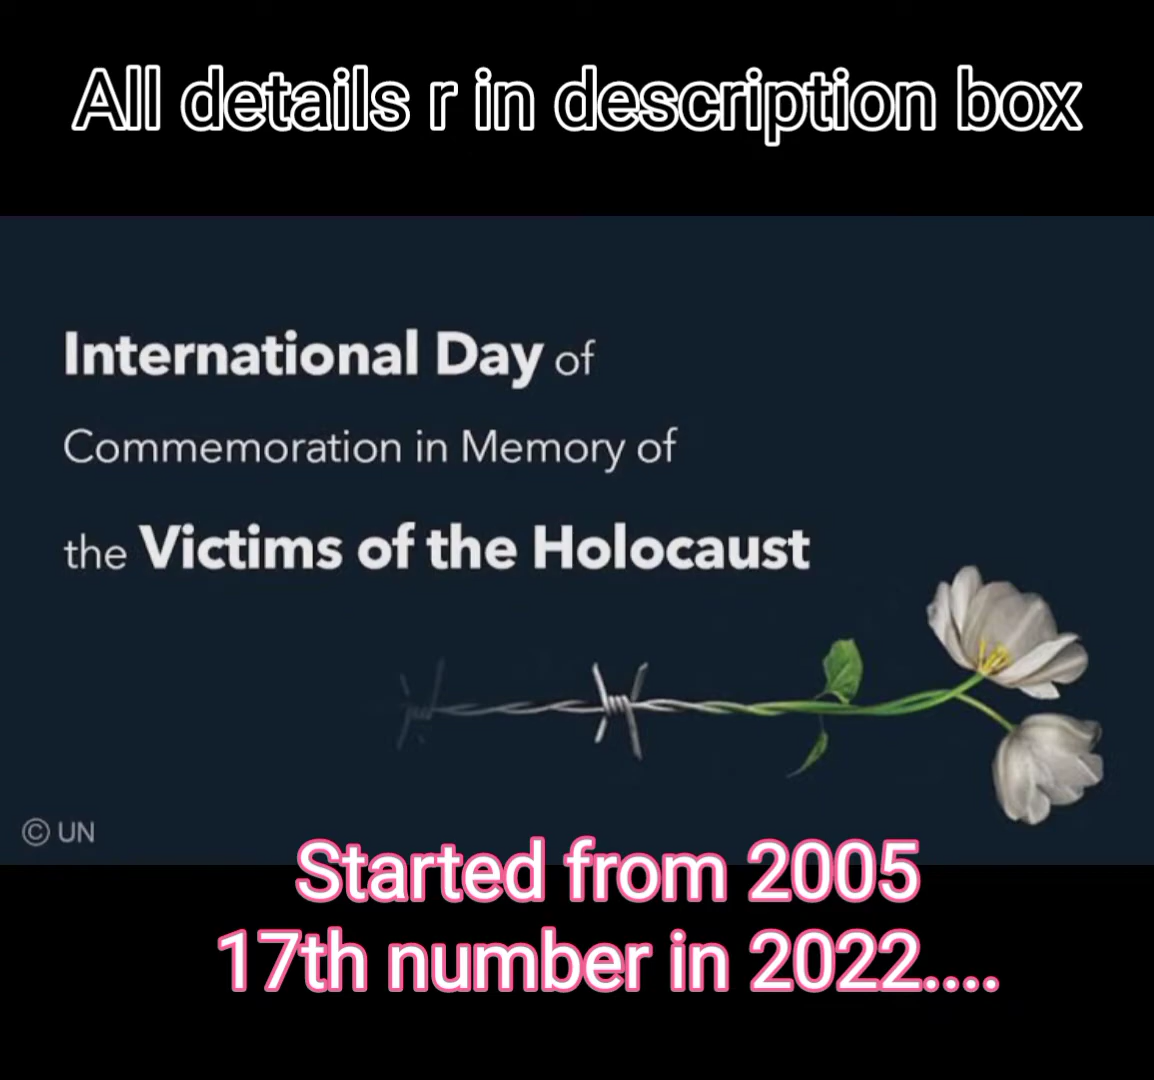 All details r in description box
International Day of
Commemoration in Memory of
the Victims of the Holocaust
© UN
Started from 2005
17th number in 2022....